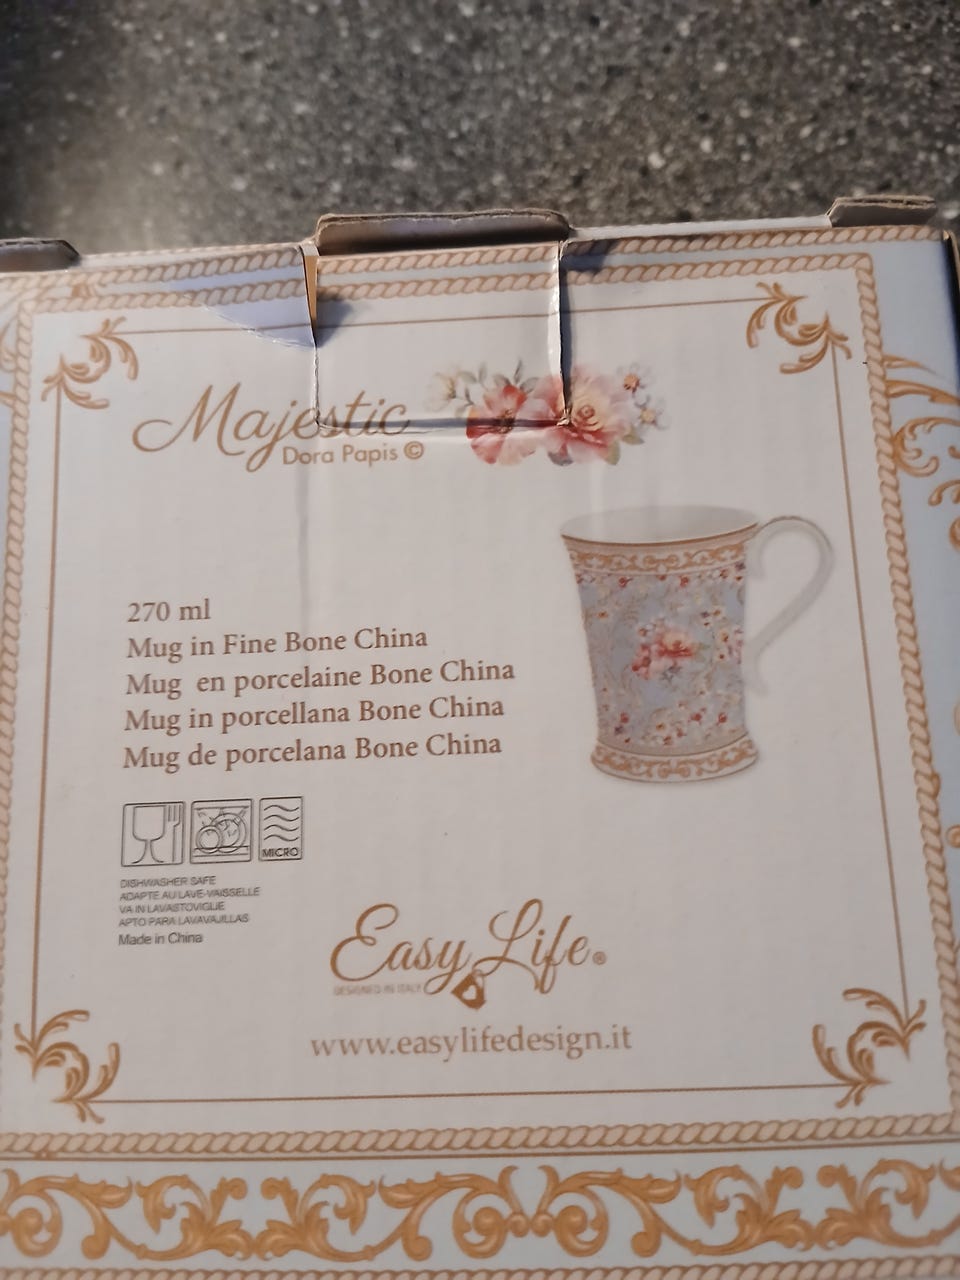 Majestic
Dora Papis ©
270 ml
Mug in Fine Bone China
Mug en porcelaine Bone China
Mug in porcellana Bone China
Mug de porcelana Bone China
MICRO
DISHWASHER SAFE
ADAPTE AU LAVE-VAISSELLE
VA IN LAVASTOVIGLIE
APTO PARA LAVAVAJILLAS
Made in China
Easy Life®
DESIGNED IN ITALY
www.easylifedesign.it